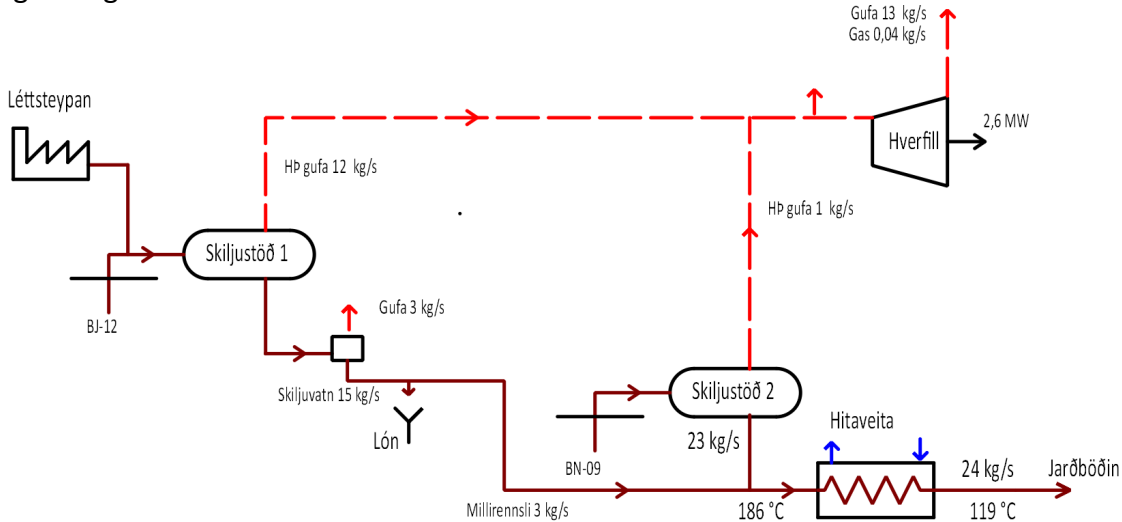 Gufa 13 kg/s
Gas 0,04 kg/s
Léttsteypan
2,6 MW
Hverfill
HÞ gufa 12 kg/s
HÞ gufa 1 kg/s
Skiljustöð 1
Gufa 3 kg/s
BJ-12
Skiljuvatn 15 kg/s
Skiljustöð 2
Lón
23 kg/s
Hitaveita
BN-09
24 kg/s
Jarðböðin
Millirennsli 3 kg/s
186 °C
119 °C